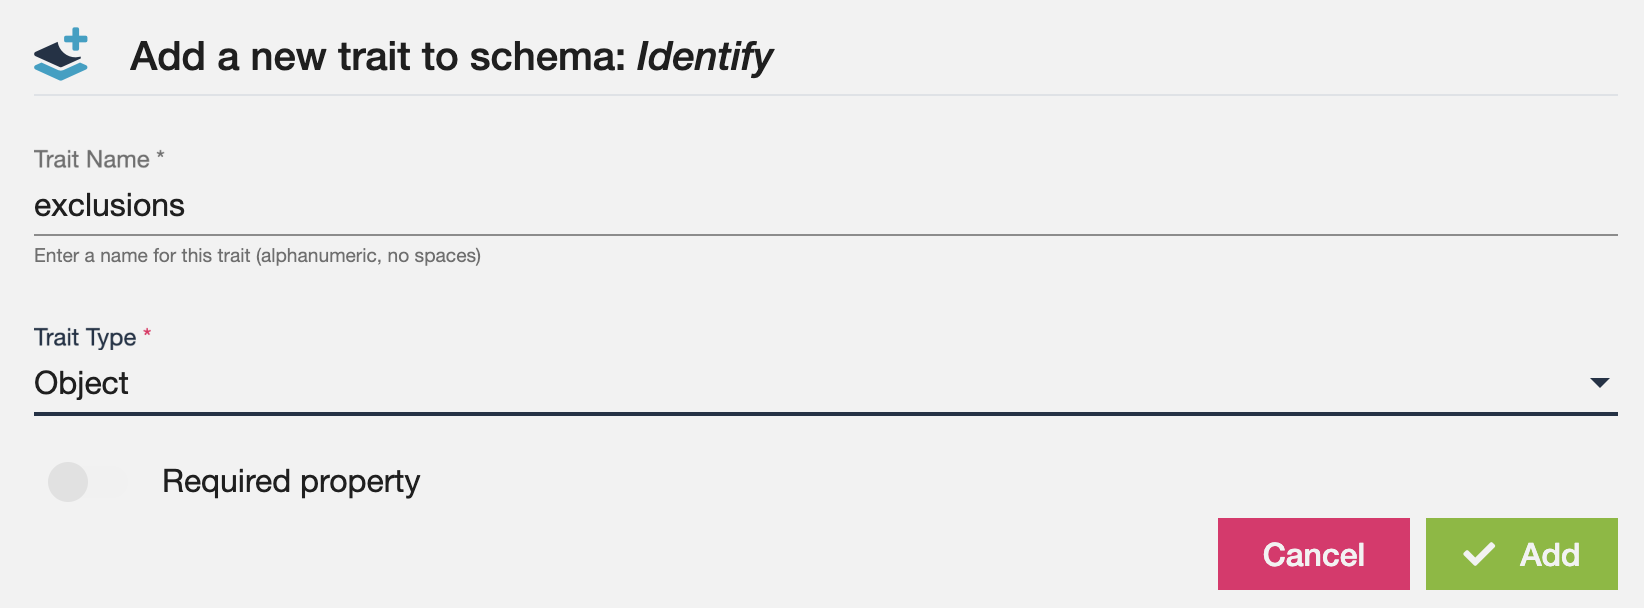 Add a new trait to schema: Identify
Trait Name *
exclusions
Enter a name for this trait (alphanumeric, no spaces)
Trait Type *
Object
Required property
Cancel
Add